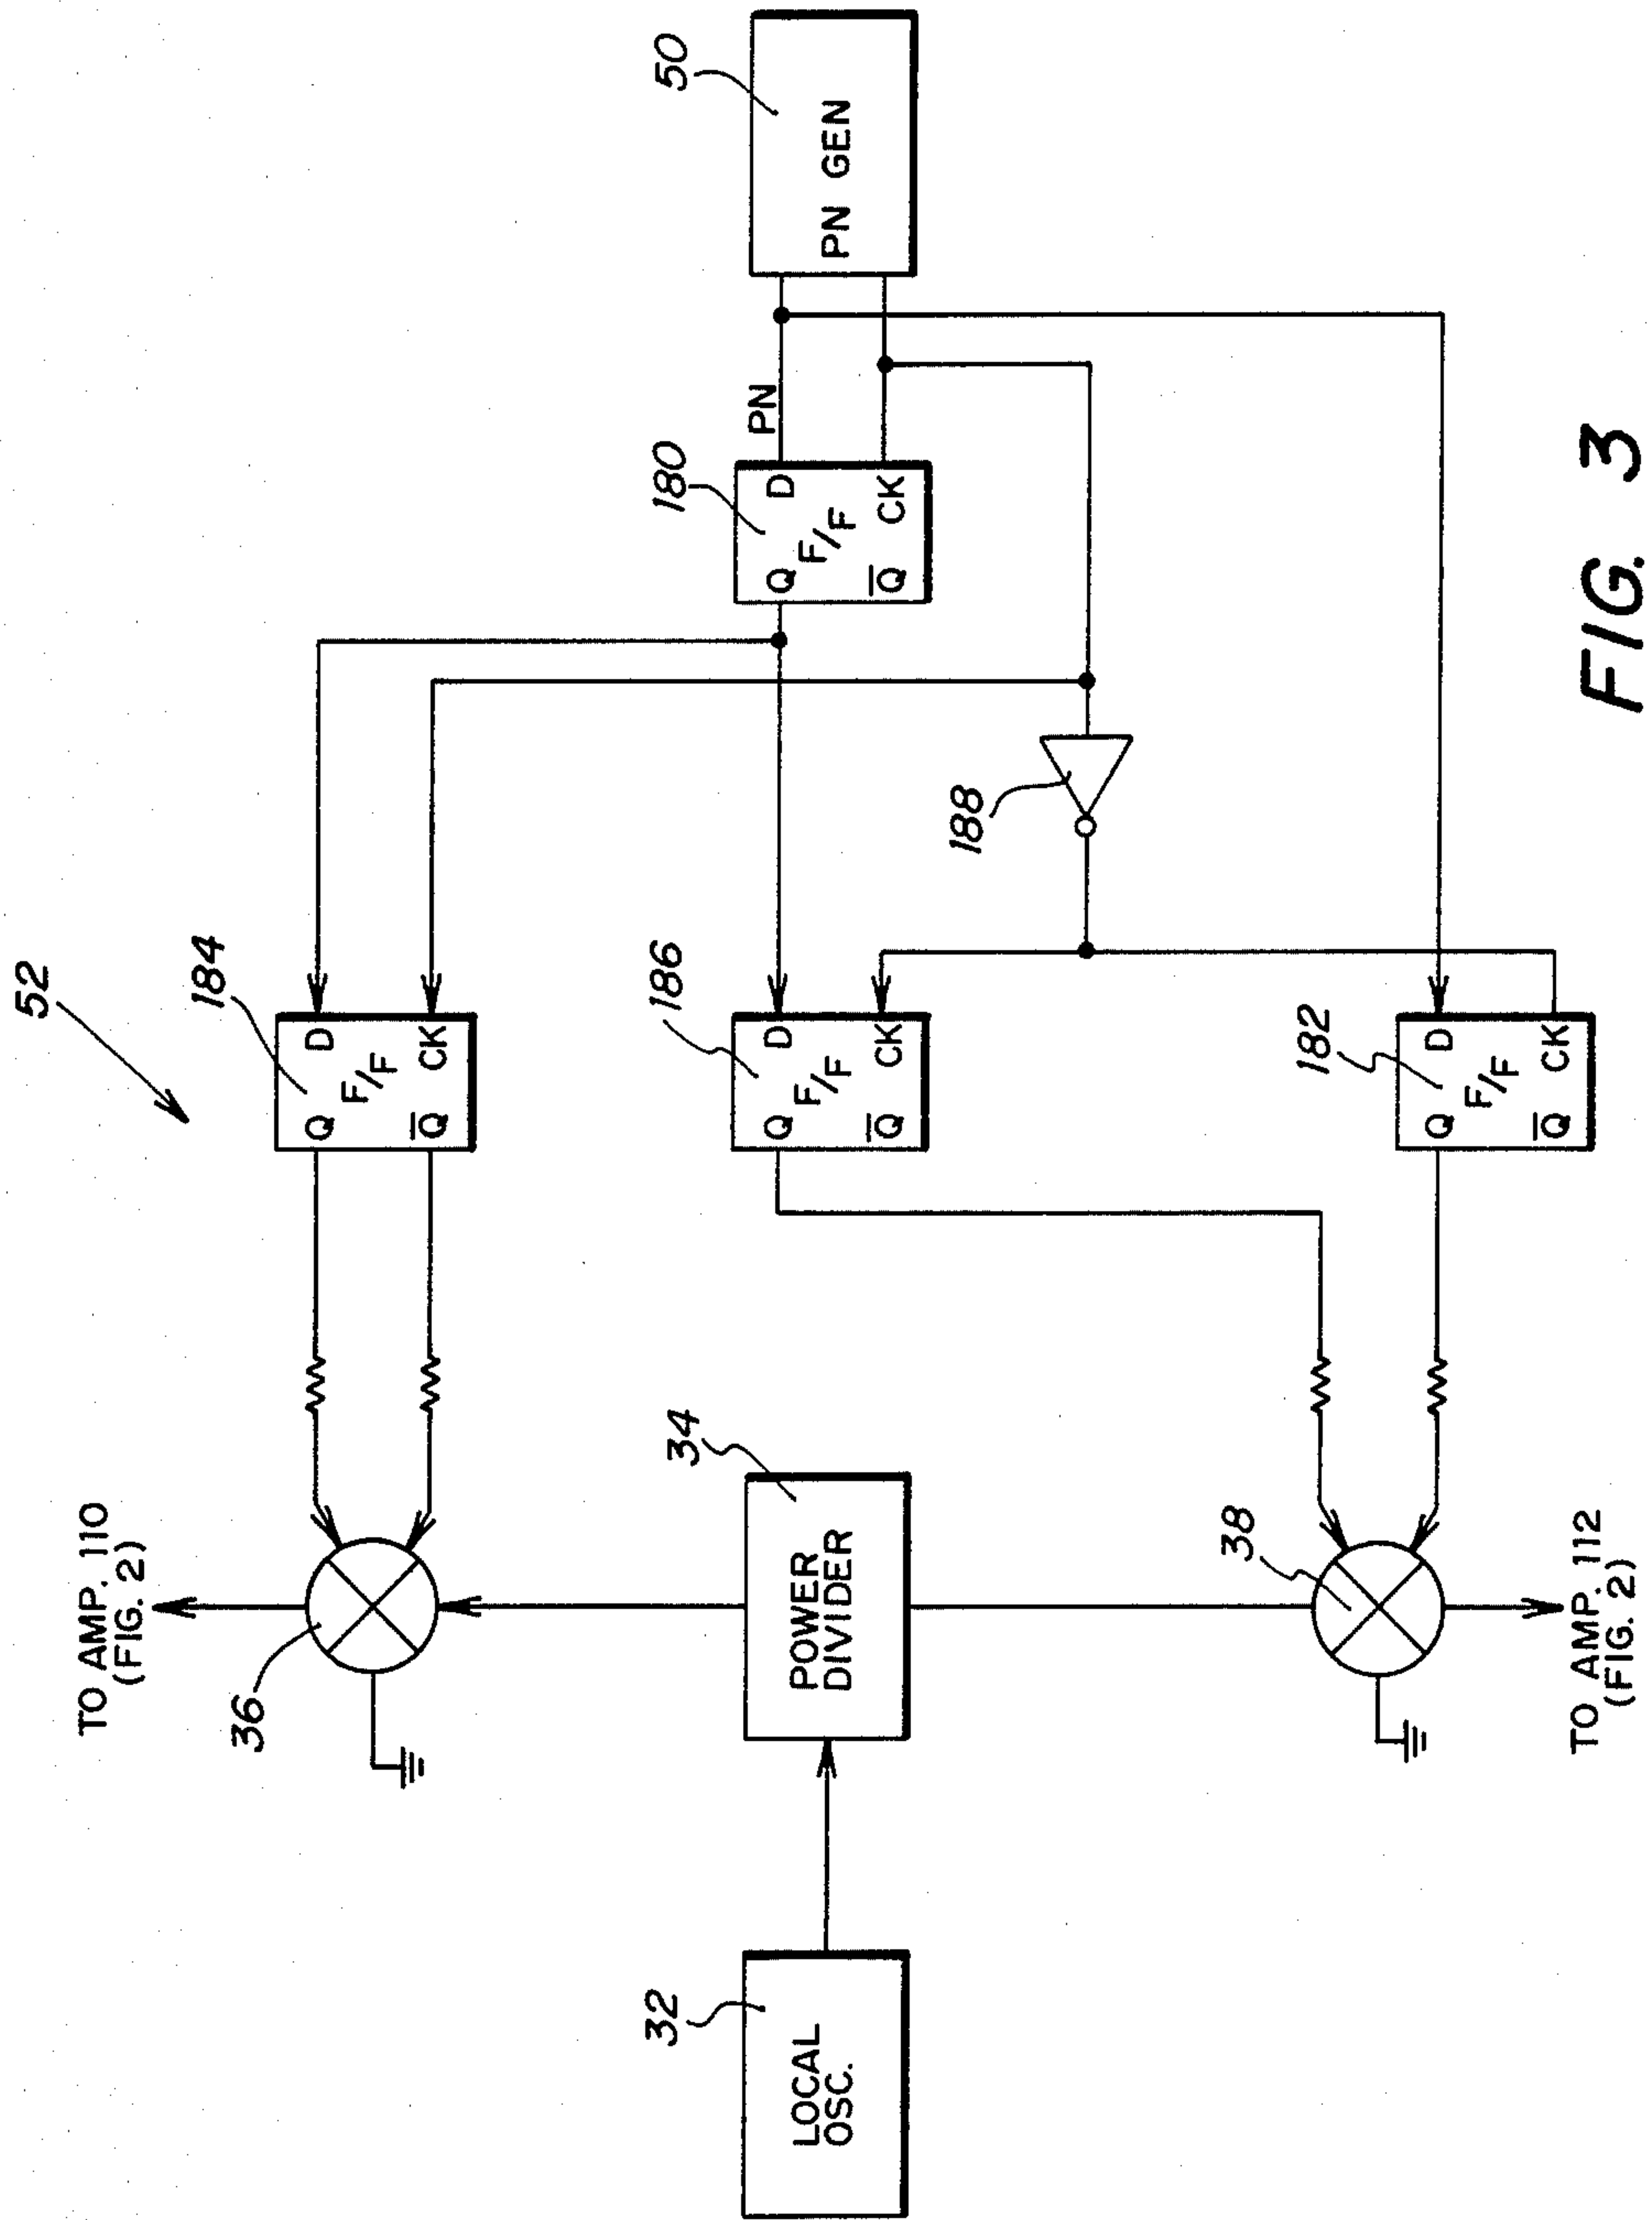 52
TO AMP. 110
(FIG. 2)
184
36
Q D
F/F
Q̅ CK
32
LOCAL
OSC.
34
POWER
DIVIDER
186
Q D
F/F
Q̅ CK
180
Q D
F/F
Q̅ CK
PN
50
PN GEN
188
38
182
Q D
F/F
Q̅ CK
TO AMP. 112
(FIG. 2)
FIG. 3